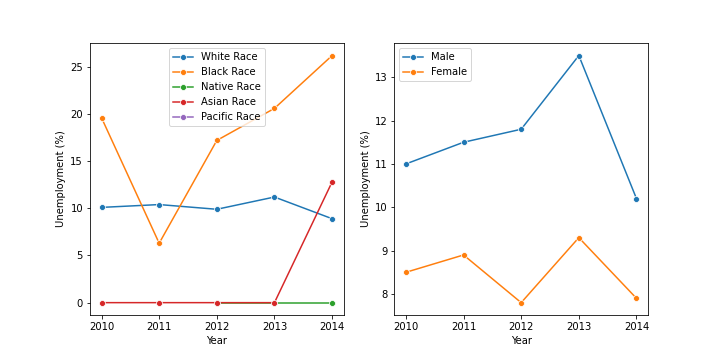 White Race
Black Race
Native Race
Asian Race
Pacific Race
Unemployment (%)
25
20
15
10
5
0
2010 2011 2012 2013 2014
Year
Male
Female
Unemployment (%)
13
12
11
10
9
8
2010 2011 2012 2013 2014
Year